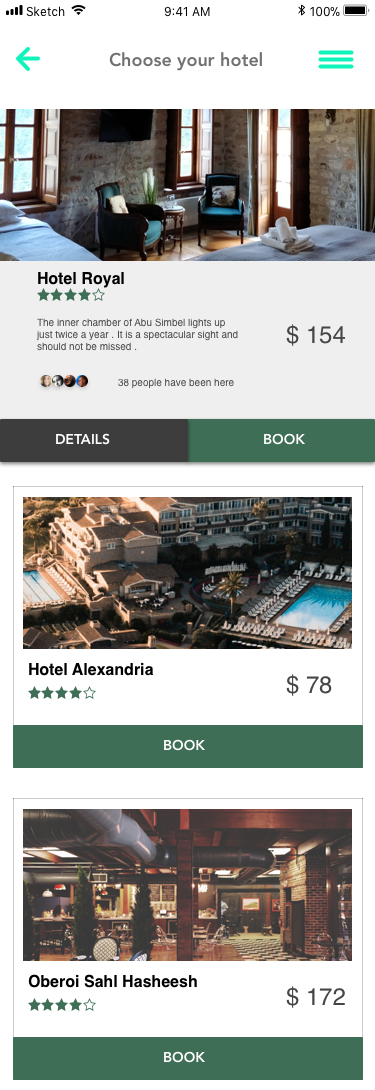 Sketch 9:41 AM 100%
Choose your hotel
Hotel Royal
The inner chamber of Abu Simbel lights up
just twice a year . It is a spectacular sight and
should not be missed .
$ 154
38 people have been here
DETAILS BOOK
Hotel Alexandria
$ 78
BOOK
Oberoi Sahl Hasheesh
$ 172
BOOK